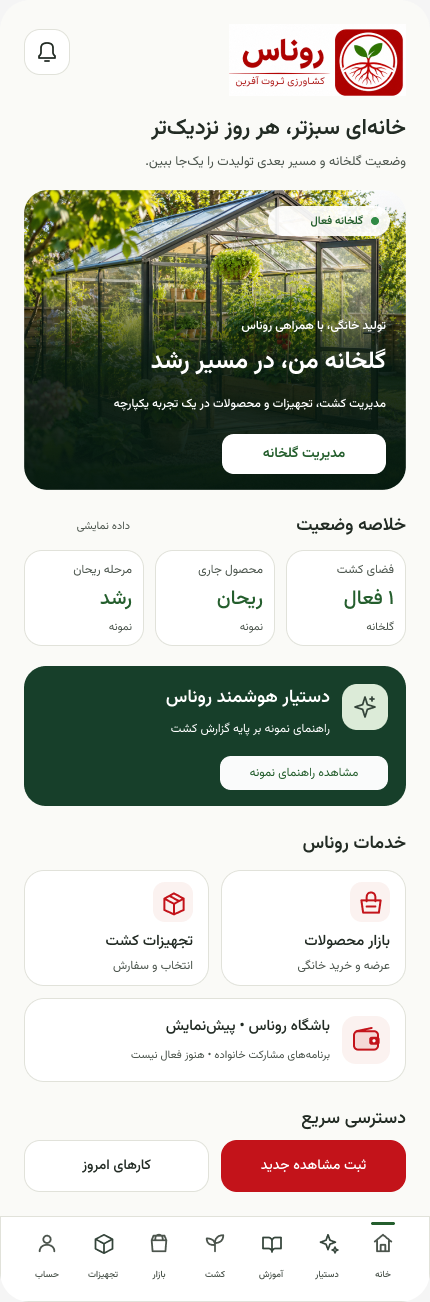 روناس
کشاورزی ثروت آفرین
خانه‌ای سبزتر، هر روز نزدیک‌تر
وضعیت گلخانه و مسیر بعدی تولیدت را یک‌جا ببین.
گلخانه فعال
تولید خانگی، با همراهی روناس
گلخانه من، در مسیر رشد
مدیریت کشت، تجهیزات و محصولات در یک تجربه یکپارچه
مدیریت گلخانه
خلاصه وضعیت
داده نمایشی
فضای کشت
۱ فعال
گلخانه
محصول جاری
ریحان
نمونه
مرحله ریحان
رشد
نمونه
دستیار هوشمند روناس
راهنمای نمونه بر پایه گزارش کشت
مشاهده راهنمای نمونه
خدمات روناس
بازار محصولات
عرضه و خرید خانگی
تجهیزات کشت
انتخاب و سفارش
باشگاه روناس • پیش‌نمایش
برنامه‌های مشارکت خانواده • هنوز فعال نیست
دسترسی سریع
ثبت مشاهده جدید
کارهای امروز
خانه
دستیار
آموزش
کشت
بازار
تجهیزات
حساب